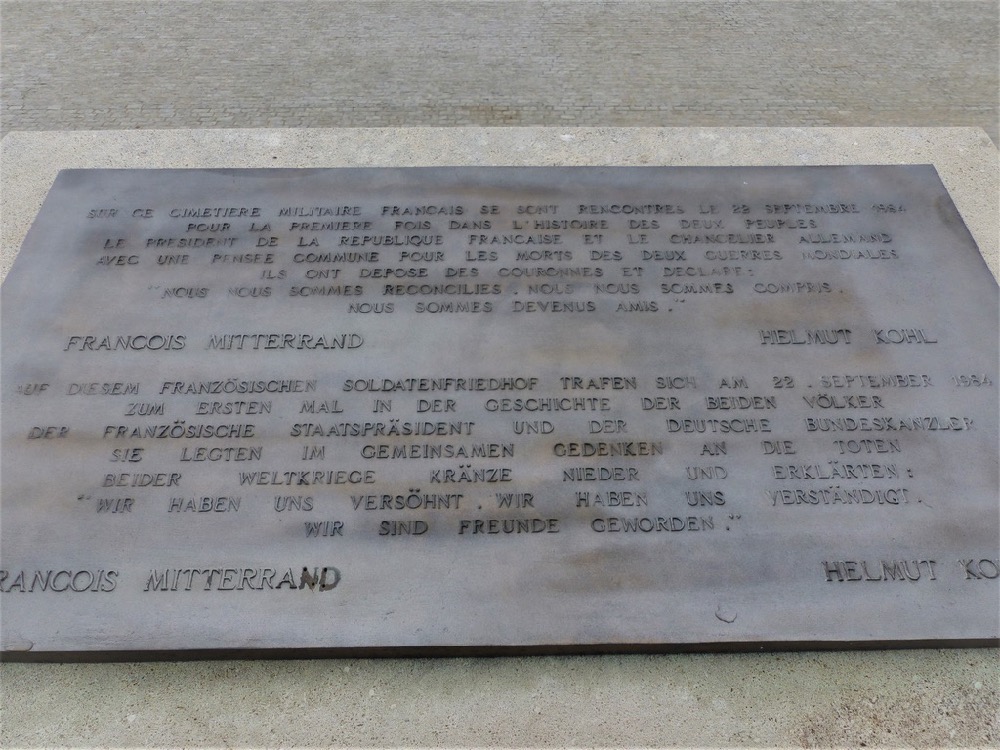 SUR CE CIMETIERE MILITAIRE FRANCAIS SE SONT RENCONTRES LE 22 SEPTEMBRE 1984
POUR LA PREMIERE FOIS DANS L'HISTOIRE DES DEUX PEUPLES
LE PRESIDENT DE LA REPUBLIQUE FRANCAISE ET LE CHANCELIER ALLEMAND
AVEC UNE PENSEE COMMUNE POUR LES MORTS DES DEUX GUERRES MONDIALES
ILS ONT DEPOSE DES COURONNES ET DECLARE:
"NOUS NOUS SOMMES RECONCILIES. NOUS NOUS SOMMES COMPRIS.
NOUS SOMMES DEVENUS AMIS."
FRANCOIS MITTERRAND HELMUT KOHL
AUF DIESEM FRANZÖSISCHEN SOLDATENFRIEDHOF TRAFEN SICH AM 22. SEPTEMBER 1984
ZUM ERSTEN MAL IN DER GESCHICHTE DER BEIDEN VÖLKER
DER FRANZÖSISCHE STAATSPRÄSIDENT UND DER DEUTSCHE BUNDESKANZLER
SIE LEGTEN IM GEMEINSAMEN GEDENKEN AN DIE TOTEN
BEIDER WELTKRIEGE KRÄNZE NIEDER UND ERKLÄRTEN:
"WIR HABEN UNS VERSÖHNT. WIR HABEN UNS VERSTÄNDIGT.
WIR SIND FREUNDE GEWORDEN."
RANCOIS MITTERRAND HELMUT KO